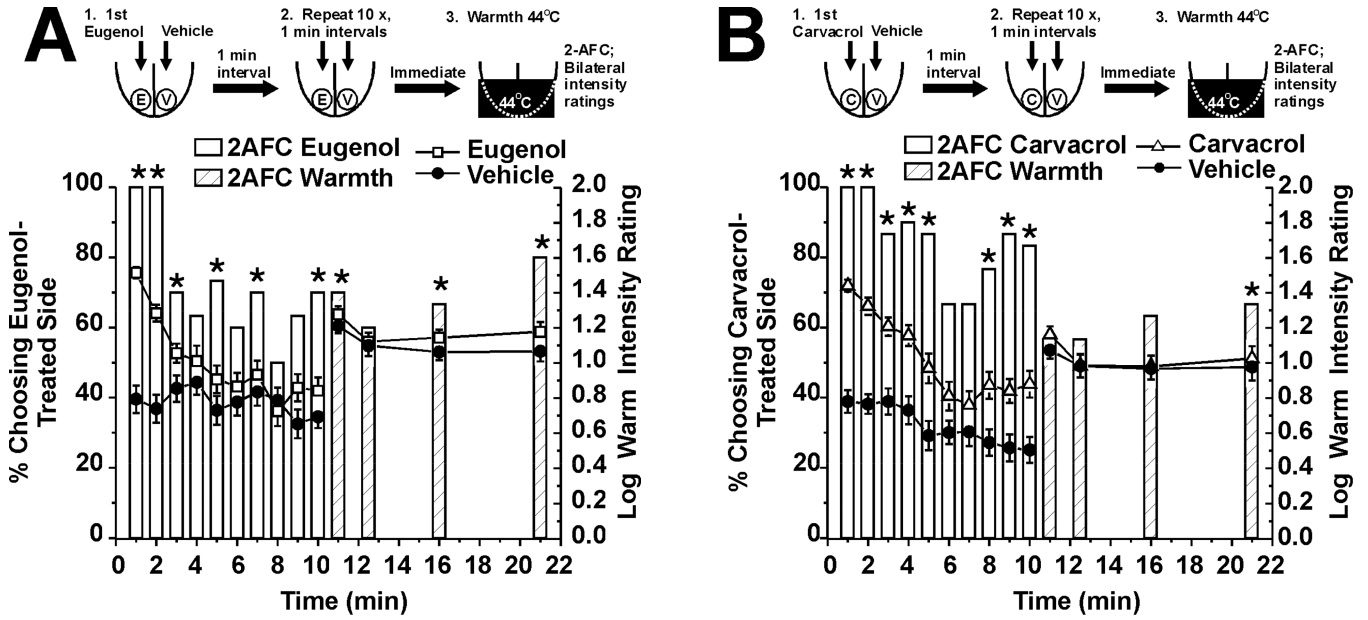 A
1. 1st
Eugenol Vehicle
E V
1 min
interval
2. Repeat 10 x,
1 min intervals
E V
Immediate
3. Warmth 44°C
44°C
2-AFC;
Bilateral
intensity
ratings
2AFC Eugenol
2AFC Warmth
Eugenol
Vehicle
% Choosing Eugenol-
Treated Side
100
80
60
40
20
0
* * * * * * * * *
2.0
1.8
1.6
1.4
1.2
1.0
0.8
0.6
0.4
0.2
0.0
Log Warm Intensity Rating
0 2 4 6 8 10 12 14 16 18 20 22
Time (min)
B
1. 1st
Carvacrol Vehicle
C V
1 min
interval
2. Repeat 10 x,
1 min intervals
C V
Immediate
3. Warmth 44°C
44°C
2-AFC;
Bilateral
intensity
ratings
2AFC Carvacrol
2AFC Warmth
Carvacrol
Vehicle
% Choosing Carvacrol-
Treated Side
100
80
60
40
20
0
* * * * * * * * *
2.0
1.8
1.6
1.4
1.2
1.0
0.8
0.6
0.4
0.2
0.0
Log Warm Intensity Rating
0 2 4 6 8 10 12 14 16 18 20 22
Time (min)